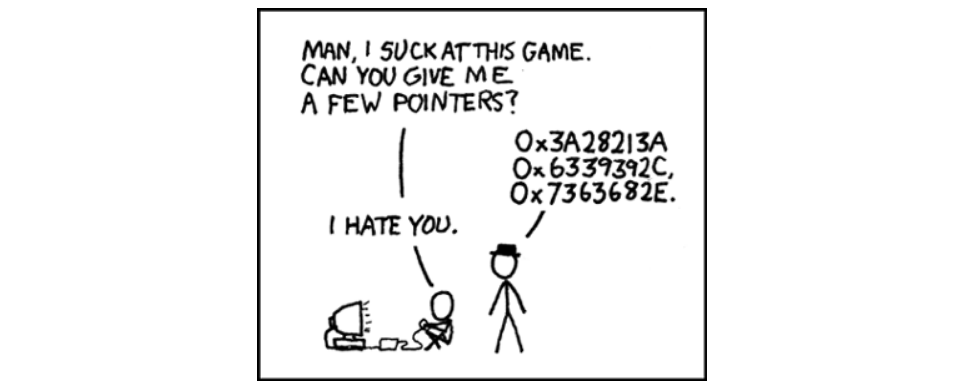 MAN, I SUCK AT THIS GAME.
CAN YOU GIVE ME
A FEW POINTERS?
0x3A28213A
0x6339392C,
0x7363682E.
I HATE YOU.